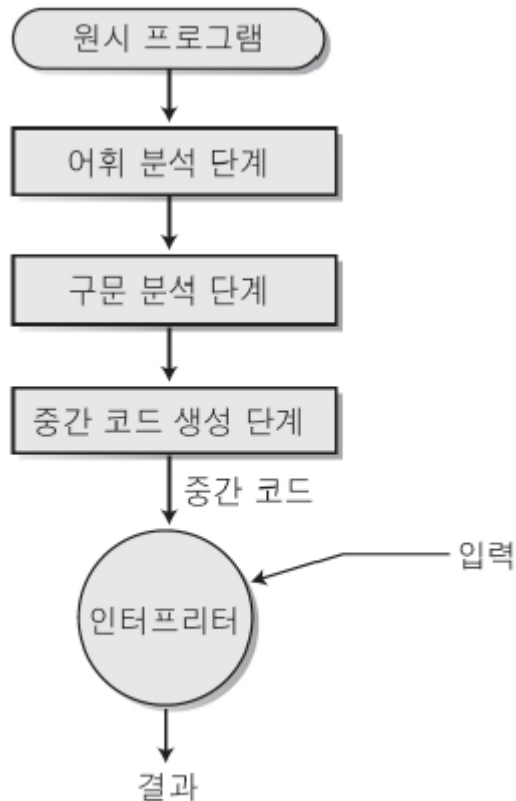 원시 프로그램
어휘 분석 단계
구문 분석 단계
중간 코드 생성 단계
중간 코드
입력
인터프리터
결과